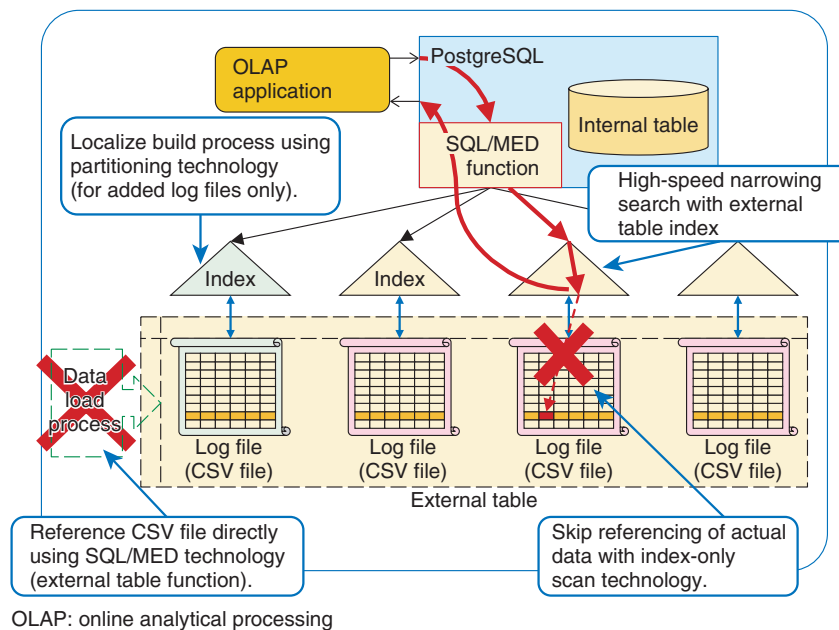 OLAP
application
PostgreSQL
Internal table
SQL/MED
function
Localize build process using
partitioning technology
(for added log files only).
High-speed narrowing
search with external
table index
Index
Index
Data
load
process
Log file
(CSV file)
Log file
(CSV file)
Log file
(CSV file)
Log file
(CSV file)
External table
Reference CSV file directly
using SQL/MED technology
(external table function).
Skip referencing of actual
data with index-only
scan technology.
OLAP: online analytical processing